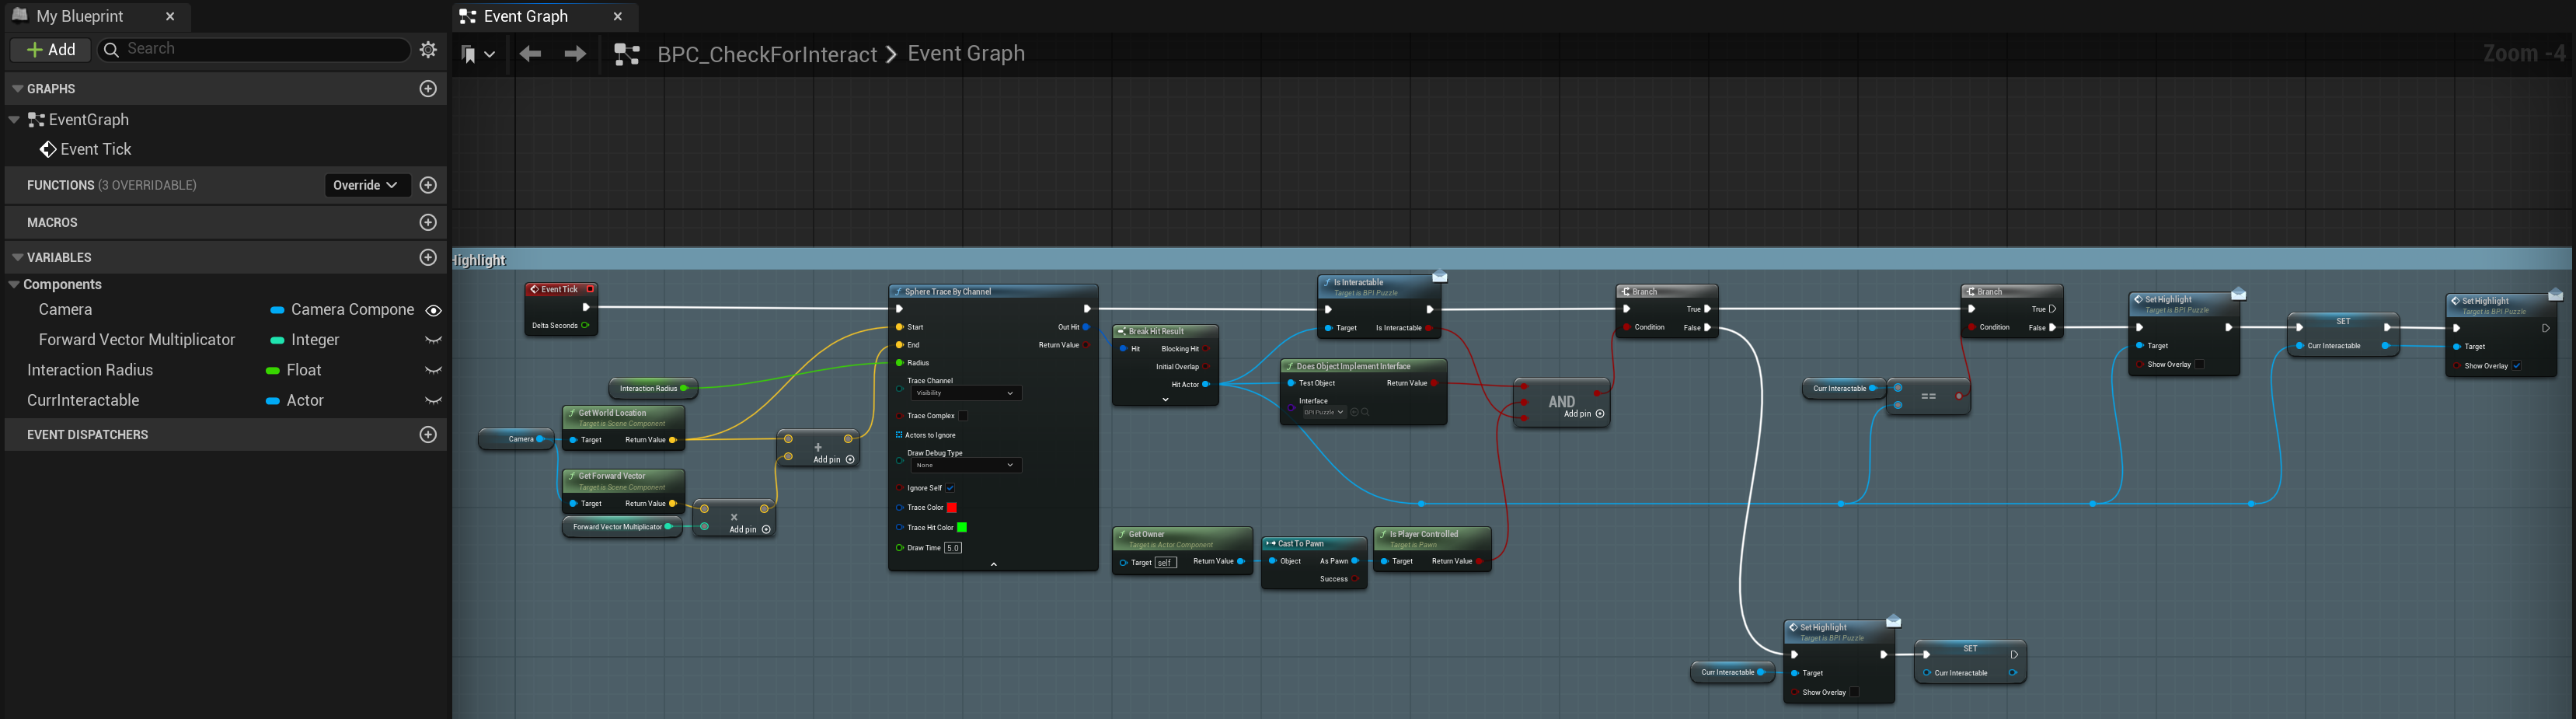 My Blueprint
Add
Search
GRAPHS
EventGraph
Event Tick
FUNCTIONS (3 OVERRIDABLE)
Override
MACROS
VARIABLES
Components
Camera
Camera Compone
Forward Vector Multiplicator
Integer
Interaction Radius
Float
CurrInteractable
Actor
EVENT DISPATCHERS
Event Graph
BPC_CheckForInteract > Event Graph
Zoom -4
Highlight
Event Tick
Delta Seconds
Interaction Radius
Camera
Get World Location
Target is Scene Component
Target
Return Value
Get Forward Vector
Target is Scene Component
Target
Return Value
Forward Vector Multiplicator
×
Add pin
+
Add pin
Sphere Trace By Channel
Start
Out Hit
End
Return Value
Radius
Trace Channel
Visibility
Trace Complex
Actors to Ignore
Draw Debug Type
None
Ignore Self
Trace Color
Trace Hit Color
Draw Time 5.0
Break Hit Result
Hit
Blocking Hit
Initial Overlap
Hit Actor
Is Interactable
Target is BPI Puzzle
Target
Is Interactable
Does Object Implement Interface
Test Object
Return Value
Interface
BPI Puzzle
Get Owner
Target is Actor Component
Target self
Return Value
Cast To Pawn
Object
As Pawn
Success
Is Player Controlled
Target is Pawn
Target
Return Value
AND
Add pin
Branch
True
Condition
False
Curr Interactable
==
Branch
True
Condition
False
Set Highlight
Target is BPI Puzzle
Target
Show Overlay
SET
Curr Interactable
Set Highlight
Target is BPI Puzzle
Target
Show Overlay
Curr Interactable
Set Highlight
Target is BPI Puzzle
Target
Show Overlay
SET
Curr Interactable